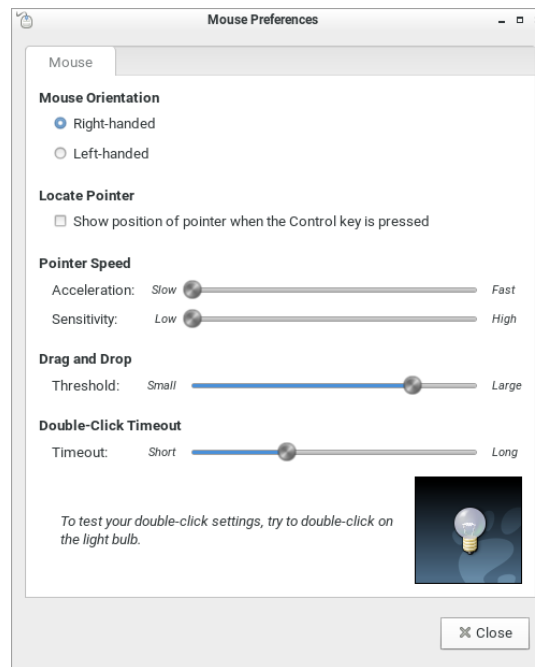 Mouse Preferences
Mouse
Mouse Orientation
Right-handed
Left-handed
Locate Pointer
Show position of pointer when the Control key is pressed
Pointer Speed
Acceleration: Slow Fast
Sensitivity: Low High
Drag and Drop
Threshold: Small Large
Double-Click Timeout
Timeout: Short Long
To test your double-click settings, try to double-click on
the light bulb.
Close